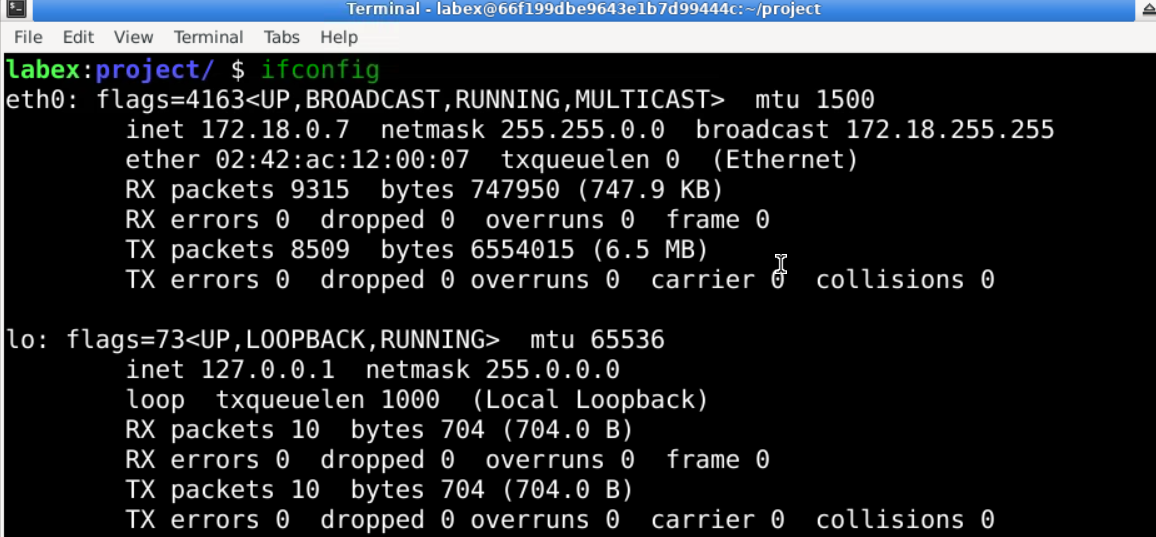 Terminal - labex@66f199dbe9643e1b7d99444c:~/project
File Edit View Terminal Tabs Help
labex:project/ $ ifconfig
eth0: flags=4163<UP,BROADCAST,RUNNING,MULTICAST>  mtu 1500
        inet 172.18.0.7  netmask 255.255.0.0  broadcast 172.18.255.255
        ether 02:42:ac:12:00:07  txqueuelen 0  (Ethernet)
        RX packets 9315  bytes 747950 (747.9 KB)
        RX errors 0  dropped 0  overruns 0  frame 0
        TX packets 8509  bytes 6554015 (6.5 MB)
        TX errors 0  dropped 0 overruns 0  carrier 0  collisions 0

lo: flags=73<UP,LOOPBACK,RUNNING>  mtu 65536
        inet 127.0.0.1  netmask 255.0.0.0
        loop  txqueuelen 1000  (Local Loopback)
        RX packets 10  bytes 704 (704.0 B)
        RX errors 0  dropped 0  overruns 0  frame 0
        TX packets 10  bytes 704 (704.0 B)
        TX errors 0  dropped 0 overruns 0  carrier 0  collisions 0